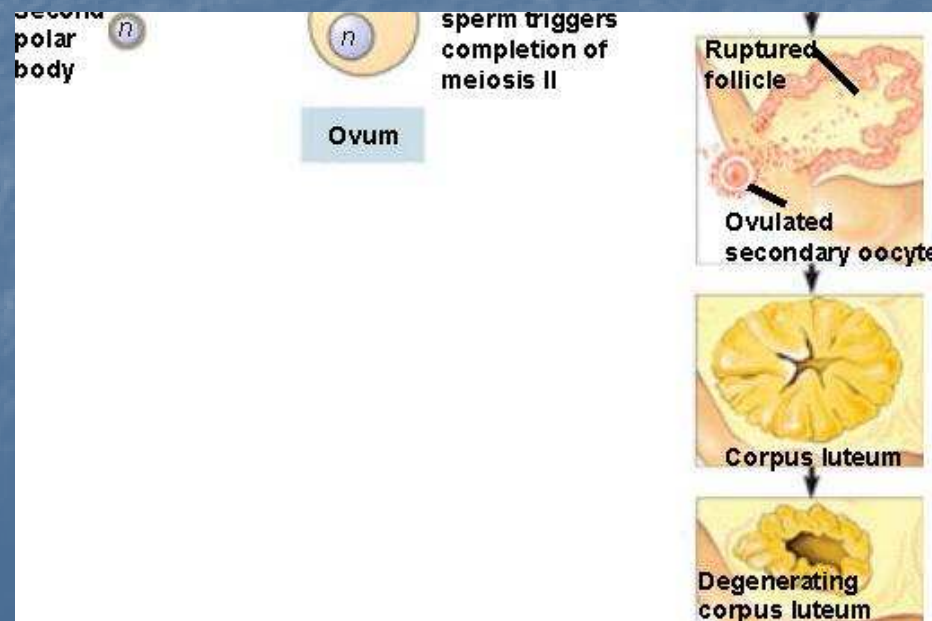 Second
polar
body
n
n
sperm triggers
completion of
meiosis II
Ovum
Ruptured
follicle
Ovulated
secondary oocyte
Corpus luteum
Degenerating
corpus luteum